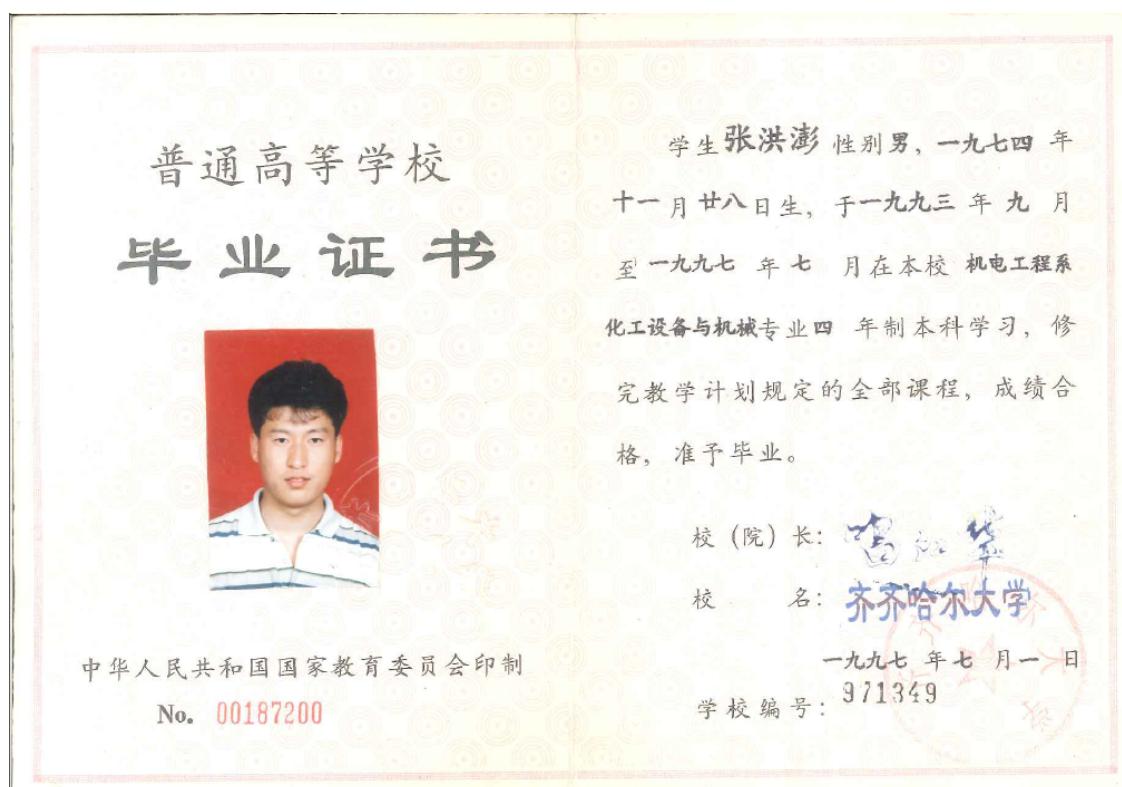 普通高等学校
毕业证书
中华人民共和国国家教育委员会印制
No. 00187200
学生张洪澎 性别男，一九七四 年
十一月廿八日生，于一九九三 年 九 月
至 一九九七 年 七 月在本校 机电工程系
化工设备与机械专业四 年制本科学习，修
完教学计划规定的全部课程，成绩合
格，准予毕业。
校（院）长：
校 名：齐齐哈尔大学
一九九七 年 七 月 一 日
学校编号：971349